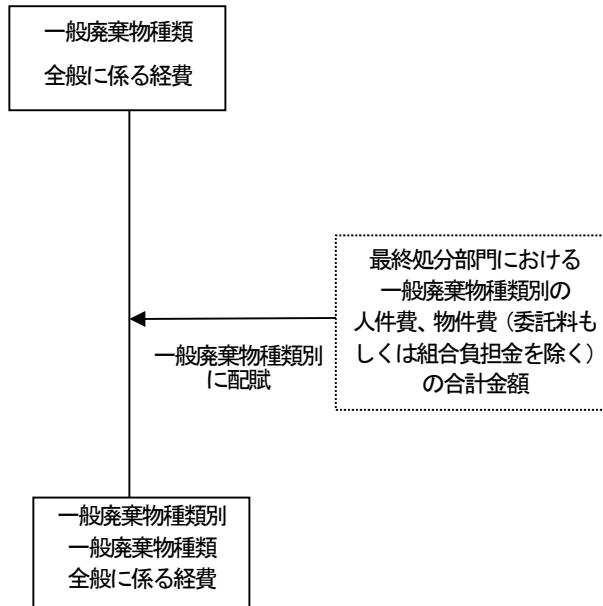 一般廃棄物種類
全般に係る経費
最終処分部門における
一般廃棄物種類別の
人件費、物件費（委託料も
しくは組合負担金を除く）
の合計金額
一般廃棄物種類別
に配賦
一般廃棄物種類別
一般廃棄物種類
全般に係る経費